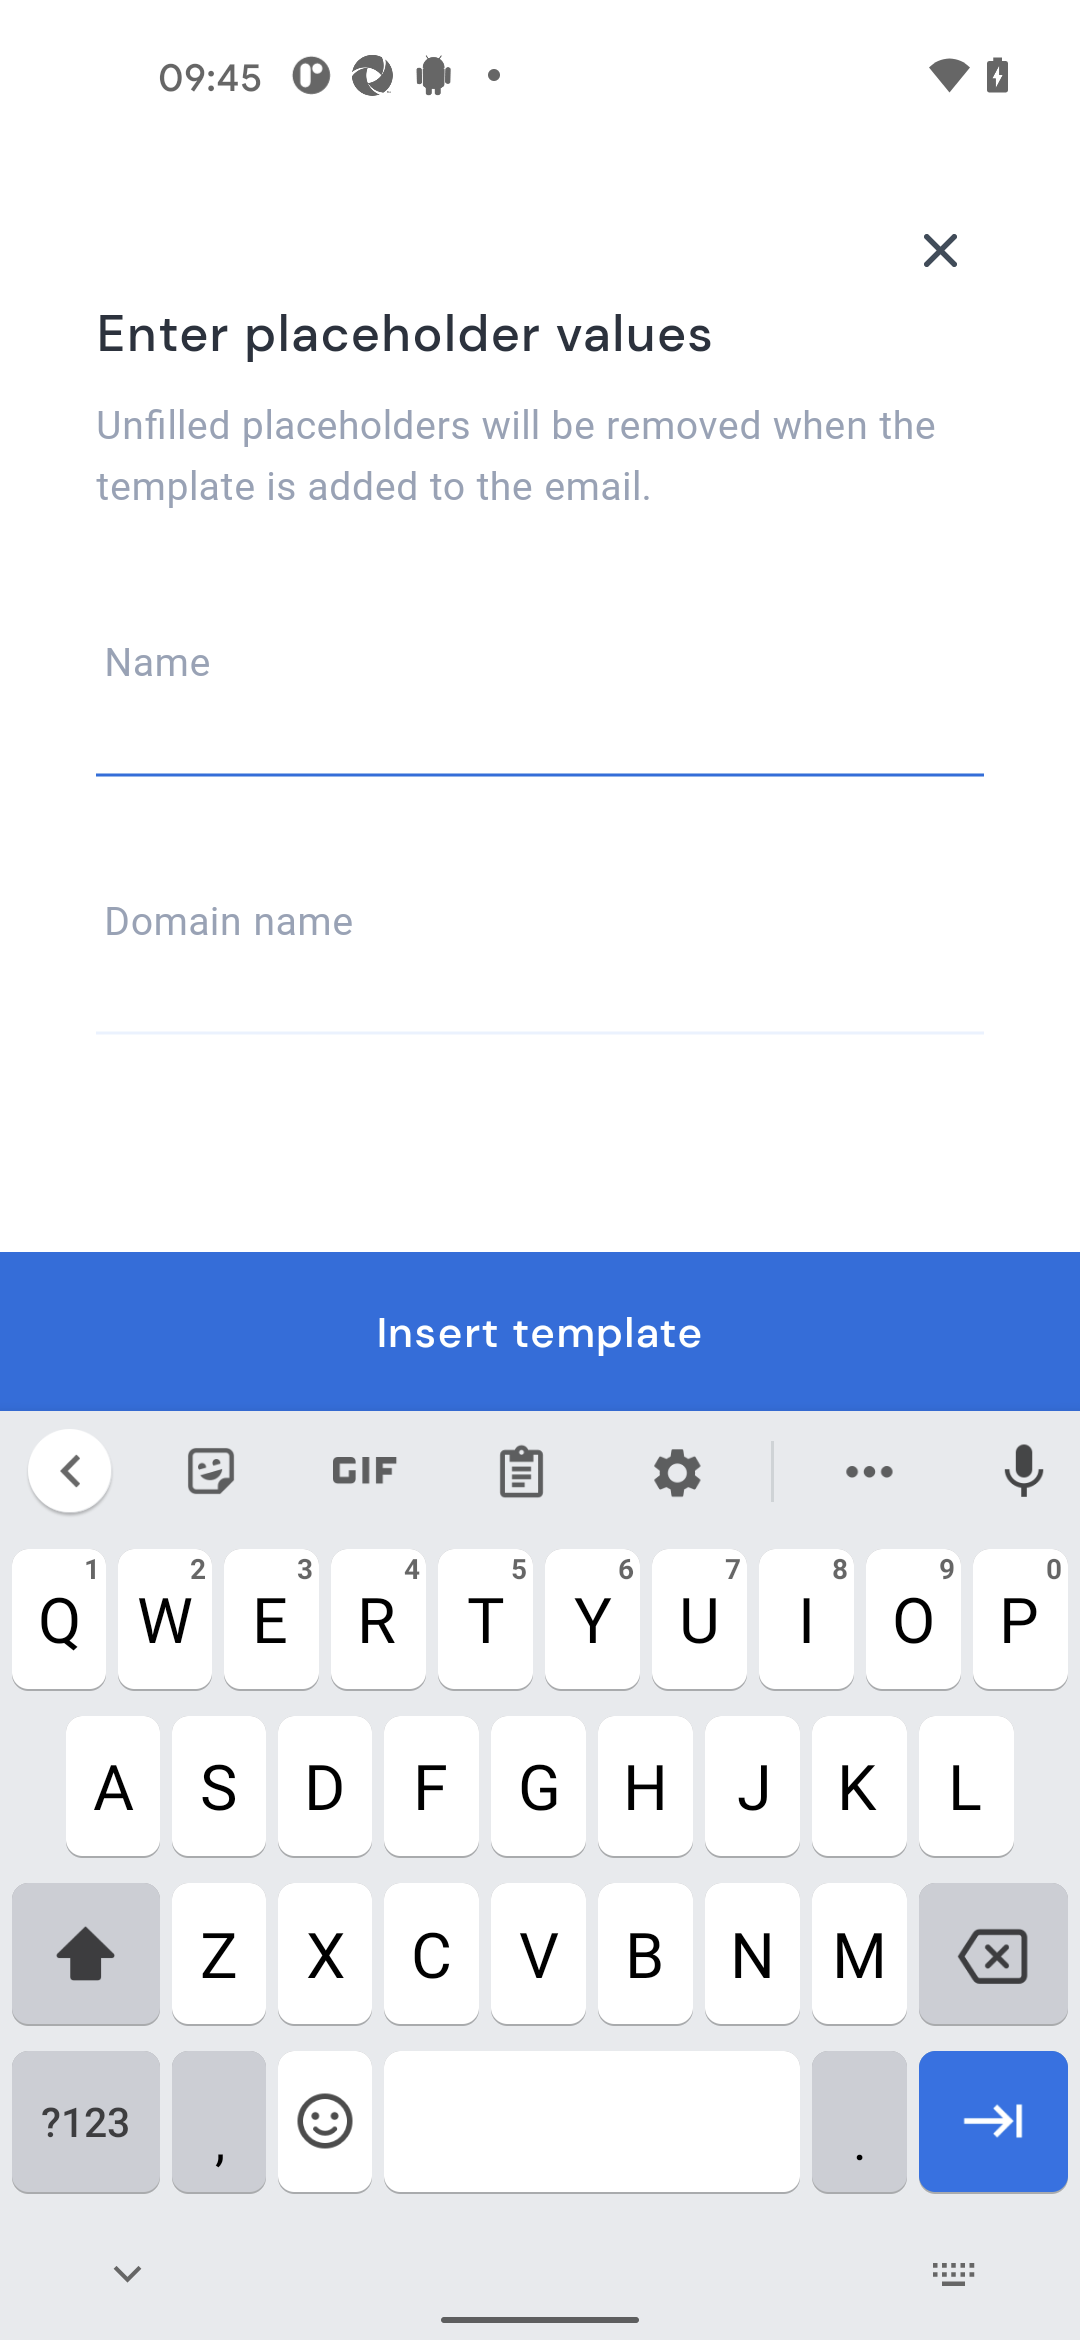 09:45
Enter placeholder values
Unfilled placeholders will be removed when the
template is added to the email.
Name
Domain name
Insert template
GIF
1 2 3 4 5 6 7 8 9 0
Q W E R T Y U I O P
A S D F G H J K L
Z X C V B N M
?123 , .